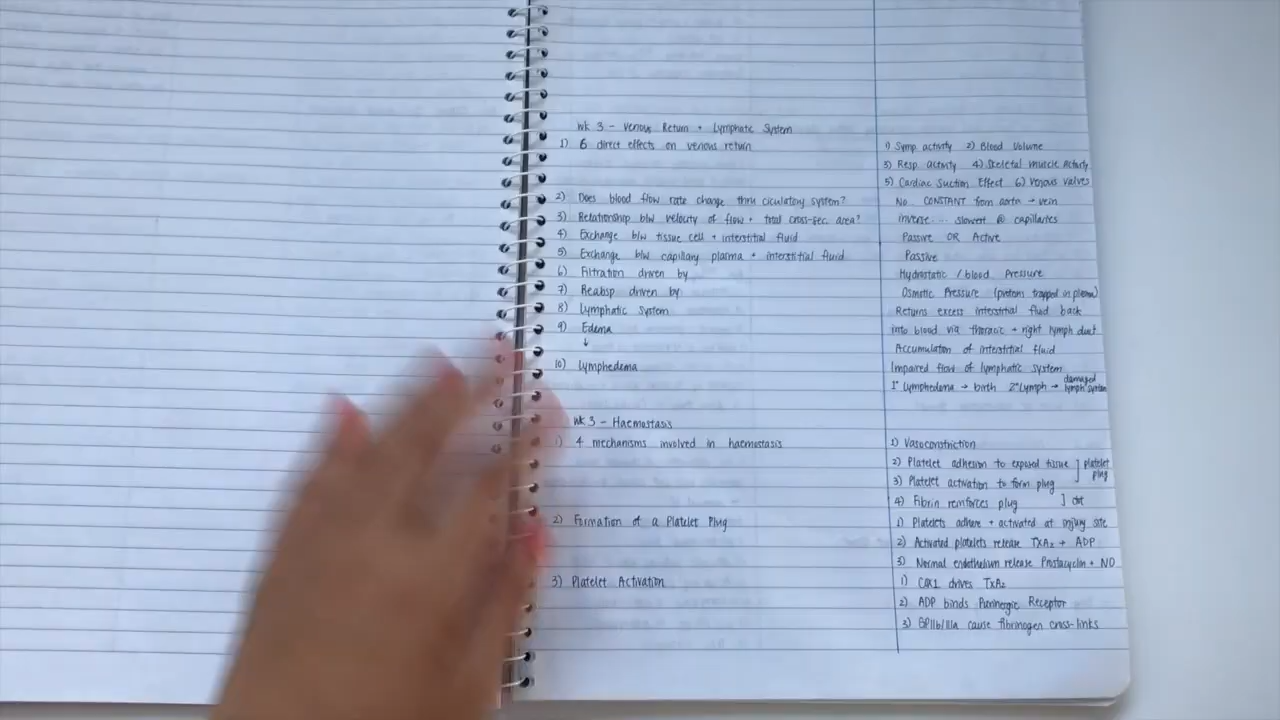 Wk 3 - Venous Return + Lymphatic System
1) 6 direct effects on venous return
1) Symp activity 2) Blood Volume
3) Resp activity 4) Skeletal muscle activity
5) Cardiac Suction Effect 6) Venous valves
2) Does blood flow rate change thru ciculatory system?
No CONSTANT from aorta → vein
3) Relationship b/w velocity of flow + total cross-sec. area?
inverse ... slowest @ capillaries
4) Exchange b/w tissue cell + interstitial fluid
Passive OR Active
5) Exchange b/w capillary plasma + interstitial fluid
Passive
6) Filtration driven by
Hydrostatic / blood Pressure
7) Reabsp driven by
Osmotic Pressure (protein trapped in plasma)
8) Lymphatic System
Returns excess interstitial fluid back
into blood via thoracic + right lymph duct
9) Edema
↓
Accumulation of interstitial fluid
10) Lymphedema
Impaired flow of lymphatic system
1° Lymphedema → birth 2° Lymph → damaged lymph system
Wk 3 - Haemostasis
1) 4 mechanisms involved in haemostasis
1) Vasoconstriction
2) Platelet adhesion to exposed tissue ] platelet plug
3) Platelet activation to form plug
4) Fibrin reinforces plug ] clot
2) Formation of a Platelet Plug
1) Platelets adhere + activated at injury site
2) Activated platelets release TXA2 + ADP
3) Normal endothelium release Prostacyclin + NO
3) Platelet Activation
1) COX1 drives TXA2
2) ADP binds Purinergic Receptor
3) GPIIb/IIIa cause fibrinogen cross-links